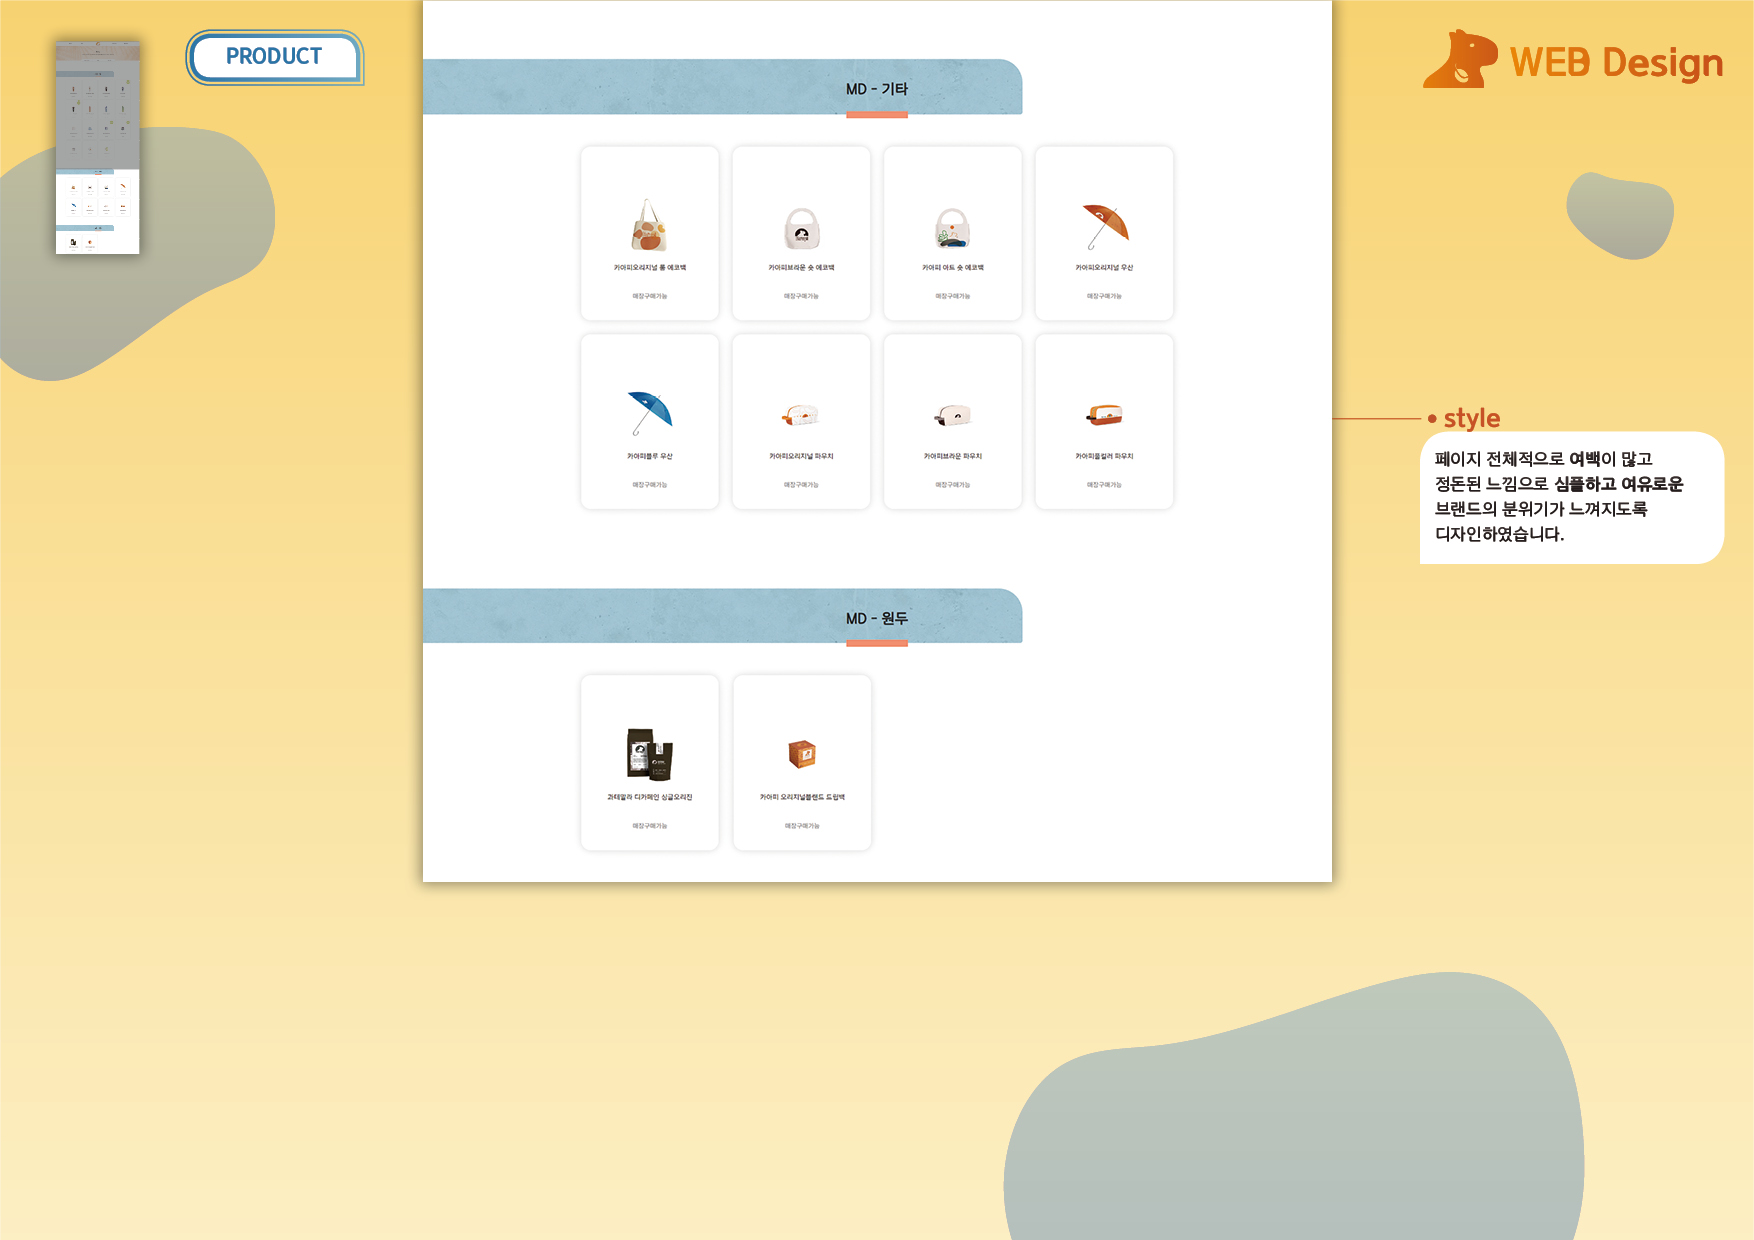 PRODUCT
WEB Design
MD - 기타
카아피오리지널 롱 에코백
카아피브라운 숏 에코백
카아피 아트 숏 에코백
카아피오리지널 우산
매장구매가능
매장구매가능
매장구매가능
매장구매가능
카아피블루 우산
카아피오리지널 파우치
카아피브라운 파우치
카아피올컬러 파우치
매장구매가능
매장구매가능
매장구매가능
매장구매가능
• style
페이지 전체적으로 여백이 많고
정돈된 느낌으로 심플하고 여유로운
브랜드의 분위기가 느껴지도록
디자인하였습니다.
MD - 원두
과테말라 디카페인 싱글오리진
카아피 오리지널블랜드 드립백
매장구매가능
매장구매가능